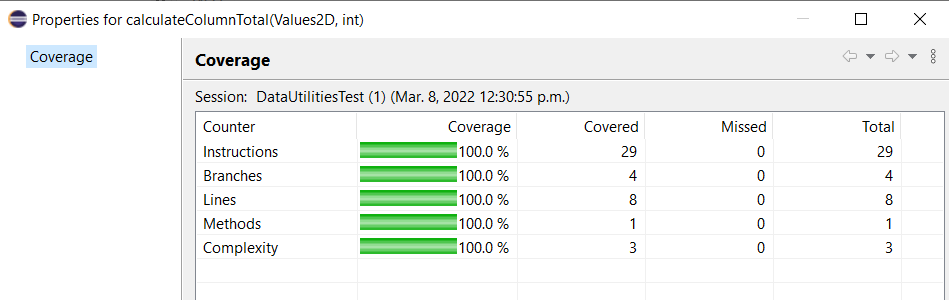 Properties for calculateColumnTotal(Values2D, int)
Coverage
Coverage
Session: DataUtilitiesTest (1) (Mar. 8, 2022 12:30:55 p.m.)
Counter Coverage Covered Missed Total
Instructions 100.0 % 29 0 29
Branches 100.0 % 4 0 4
Lines 100.0 % 8 0 8
Methods 100.0 % 1 0 1
Complexity 100.0 % 3 0 3